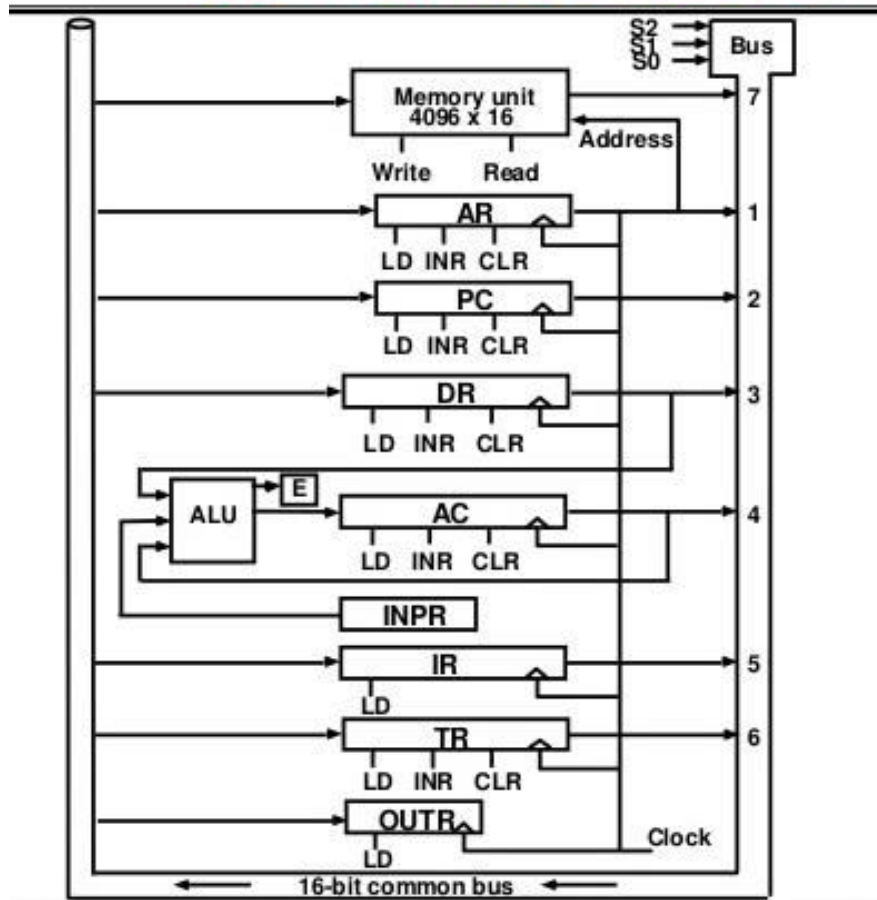 S2
S1
S0
Bus
Memory unit
4096 x 16
7
Address
Write Read
AR
1
LD INR CLR
PC
2
LD INR CLR
DR
3
LD INR CLR
E
ALU
AC
4
LD INR CLR
INPR
IR
5
LD
TR
6
LD INR CLR
OUTR
Clock
LD
16-bit common bus